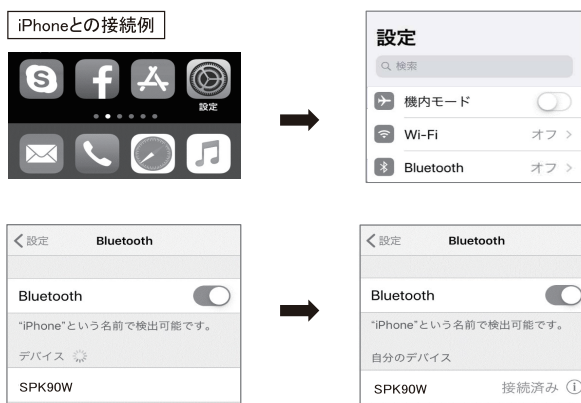 iPhoneとの接続例
設定
設定
検索
機内モード
Wi-Fi オフ >
Bluetooth オフ >
< 設定 Bluetooth
Bluetooth
“iPhone”という名前で検出可能です。
デバイス
SPK90W
< 設定 Bluetooth
Bluetooth
“iPhone”という名前で検出可能です。
自分のデバイス
SPK90W 接続済み i